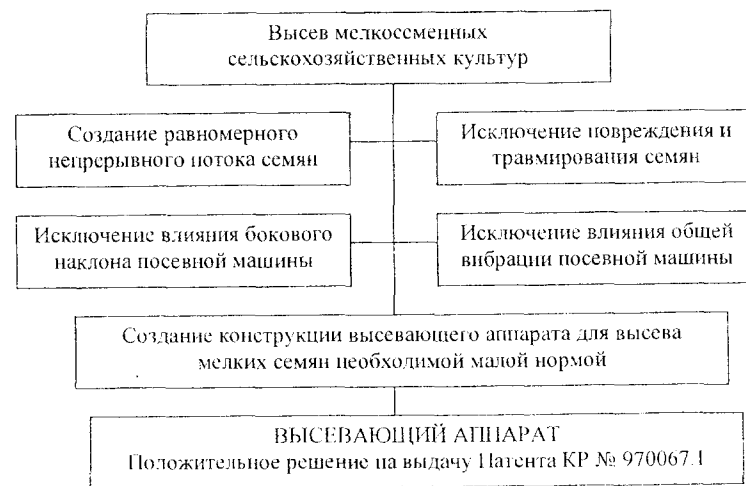 Высев мелкосеменных
сельскохозяйственных культур
Создание равномерного
непрерывного потока семян
Исключение повреждения и
травмирования семян
Исключение влияния бокового
наклона посевной машины
Исключение влияния общей
вибрации посевной машины
Создание конструкции высевающего аппарата для высева
мелких семян необходимой малой нормой
ВЫСЕВАЮЩИЙ АППАРАТ
Положительное решение на выдачу Патента КР № 970067.1